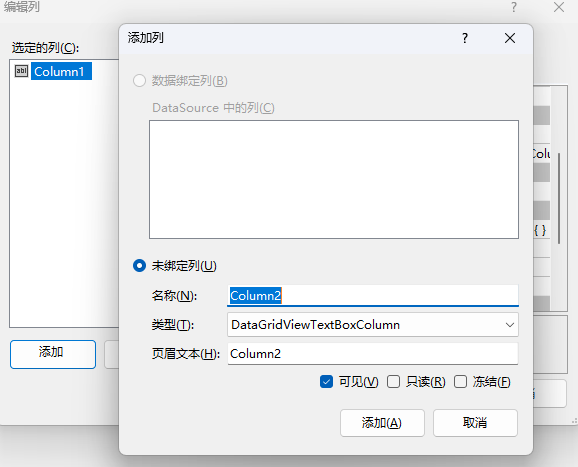 编辑列
?
选定的列(C):
abl Column1
添加
添加列
?
数据绑定列(B)
DataSource 中的列(C)
未绑定列(U)
名称(N):
Column2
类型(T):
DataGridViewTextBoxColumn
页眉文本(H):
Column2
可见(V) 只读(R) 冻结(F)
添加(A) 取消
{ }